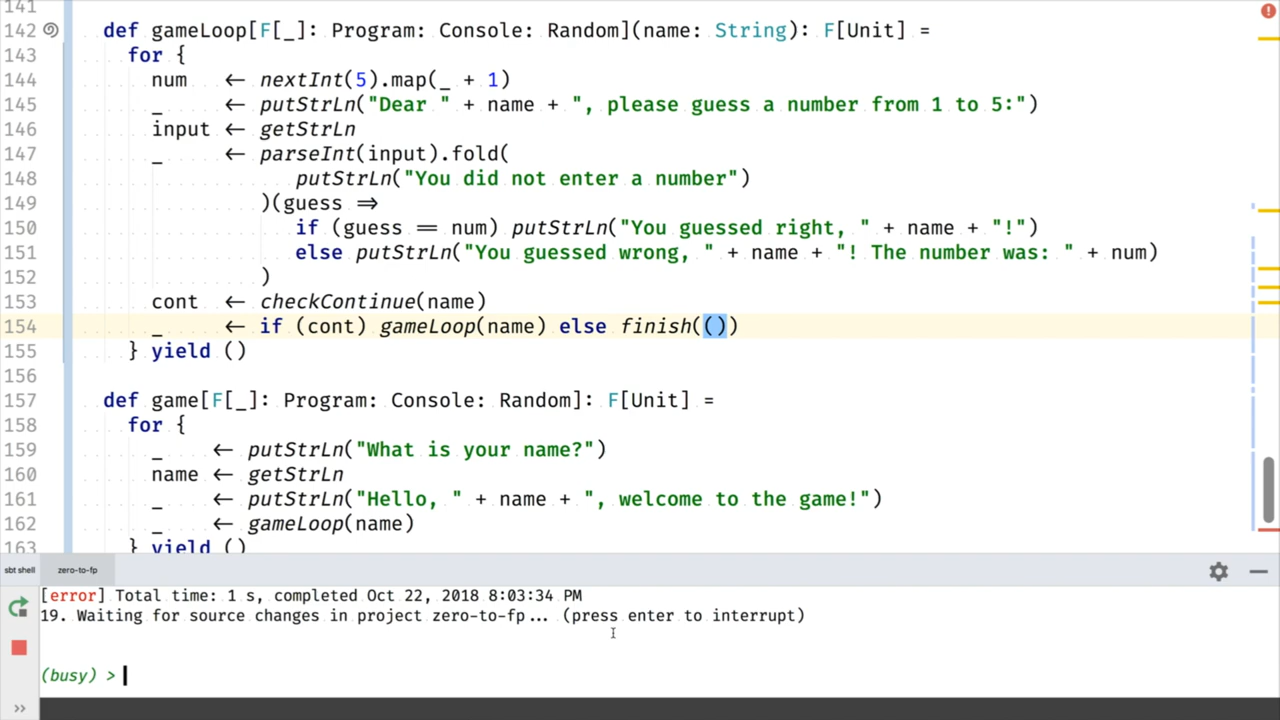 141
142 def gameLoop[F[_]: Program: Console: Random](name: String): F[Unit] =
143 for {
144 num ← nextInt(5).map(_ + 1)
145 _ ← putStrLn("Dear " + name + ", please guess a number from 1 to 5:")
146 input ← getStrLn
147 _ ← parseInt(input).fold(
148 putStrLn("You did not enter a number")
149 )(guess ⇒
150 if (guess == num) putStrLn("You guessed right, " + name + "!")
151 else putStrLn("You guessed wrong, " + name + "! The number was: " + num)
152 )
153 cont ← checkContinue(name)
154 _ ← if (cont) gameLoop(name) else finish(())
155 } yield ()
156
157 def game[F[_]: Program: Console: Random]: F[Unit] =
158 for {
159 _ ← putStrLn("What is your name?")
160 name ← getStrLn
161 _ ← putStrLn("Hello, " + name + ", welcome to the game!")
162 _ ← gameLoop(name)
163 } yield ()
sbt shell zero-to-fp
[error] Total time: 1 s, completed Oct 22, 2018 8:03:34 PM
19. Waiting for source changes in project zero-to-fp... (press enter to interrupt)
(busy) >